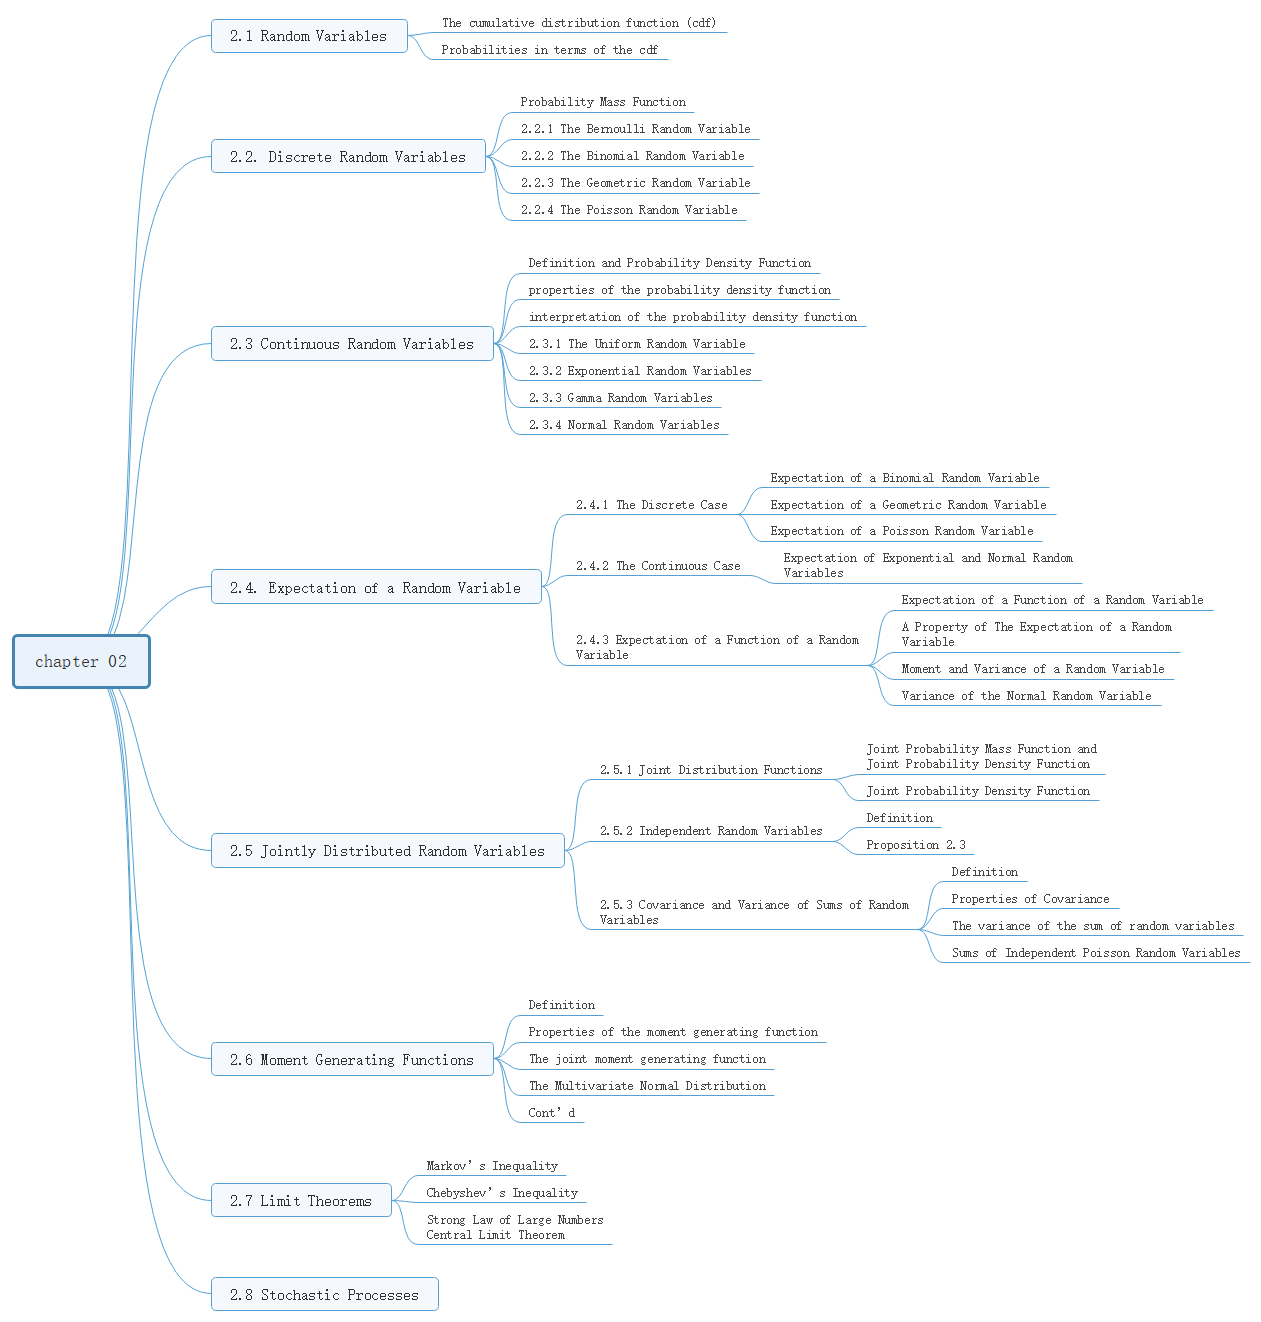 chapter 02
2.1 Random Variables
The cumulative distribution function (cdf)
Probabilities in terms of the cdf
2.2. Discrete Random Variables
Probability Mass Function
2.2.1 The Bernoulli Random Variable
2.2.2 The Binomial Random Variable
2.2.3 The Geometric Random Variable
2.2.4 The Poisson Random Variable
2.3 Continuous Random Variables
Definition and Probability Density Function
properties of the probability density function
interpretation of the probability density function
2.3.1 The Uniform Random Variable
2.3.2 Exponential Random Variables
2.3.3 Gamma Random Variables
2.3.4 Normal Random Variables
2.4. Expectation of a Random Variable
2.4.1 The Discrete Case
Expectation of a Binomial Random Variable
Expectation of a Geometric Random Variable
Expectation of a Poisson Random Variable
2.4.2 The Continuous Case
Expectation of Exponential and Normal Random
Variables
2.4.3 Expectation of a Function of a Random
Variable
Expectation of a Function of a Random Variable
A Property of The Expectation of a Random
Variable
Moment and Variance of a Random Variable
Variance of the Normal Random Variable
2.5 Jointly Distributed Random Variables
2.5.1 Joint Distribution Functions
Joint Probability Mass Function and
Joint Probability Density Function
Joint Probability Density Function
2.5.2 Independent Random Variables
Definition
Proposition 2.3
2.5.3 Covariance and Variance of Sums of Random
Variables
Definition
Properties of Covariance
The variance of the sum of random variables
Sums of Independent Poisson Random Variables
2.6 Moment Generating Functions
Definition
Properties of the moment generating function
The joint moment generating function
The Multivariate Normal Distribution
Cont’d
2.7 Limit Theorems
Markov’s Inequality
Chebyshev’s Inequality
Strong Law of Large Numbers
Central Limit Theorem
2.8 Stochastic Processes